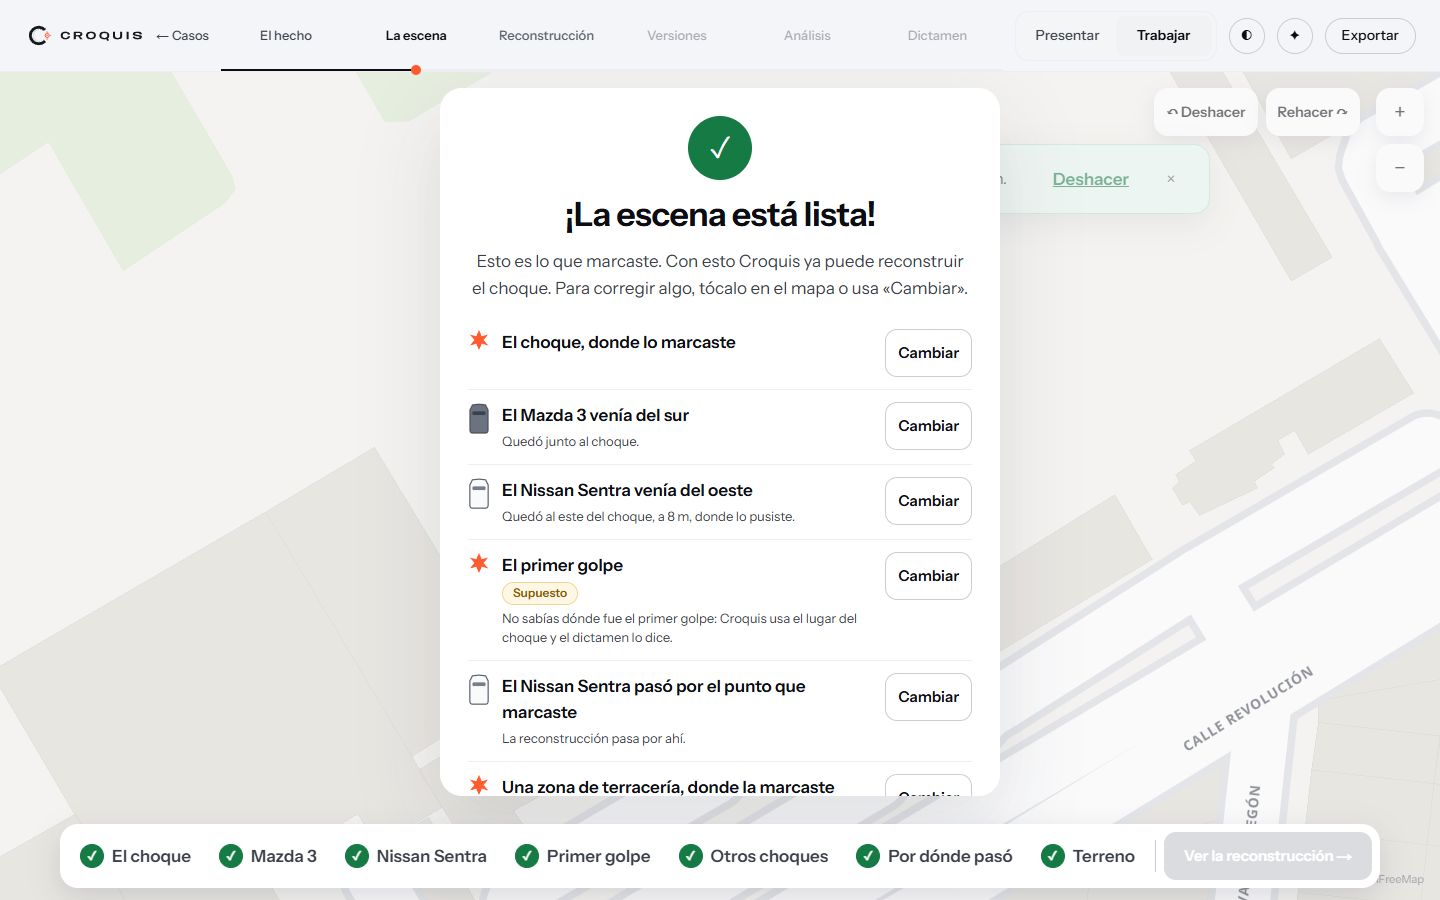 CROQUIS
← Casos
El hecho
La escena
Reconstrucción
Versiones
Análisis
Dictamen
Presentar
Trabajar
Exportar
Deshacer
Rehacer
+
−
n.
Deshacer
×
¡La escena está lista!
Esto es lo que marcaste. Con esto Croquis ya puede reconstruir
el choque. Para corregir algo, tócalo en el mapa o usa «Cambiar».
El choque, donde lo marcaste
Cambiar
El Mazda 3 venía del sur
Quedó junto al choque.
Cambiar
El Nissan Sentra venía del oeste
Quedó al este del choque, a 8 m, donde lo pusiste.
Cambiar
El primer golpe
Supuesto
No sabías dónde fue el primer golpe: Croquis usa el lugar del
choque y el dictamen lo dice.
Cambiar
El Nissan Sentra pasó por el punto que
marcaste
La reconstrucción pasa por ahí.
Cambiar
Una zona de terracería, donde la marcaste
Cambiar
CALLE REVOLUCIÓN
El choque
Mazda 3
Nissan Sentra
Primer golpe
Otros choques
Por dónde pasó
Terreno
Ver la reconstrucción →
FreeMap